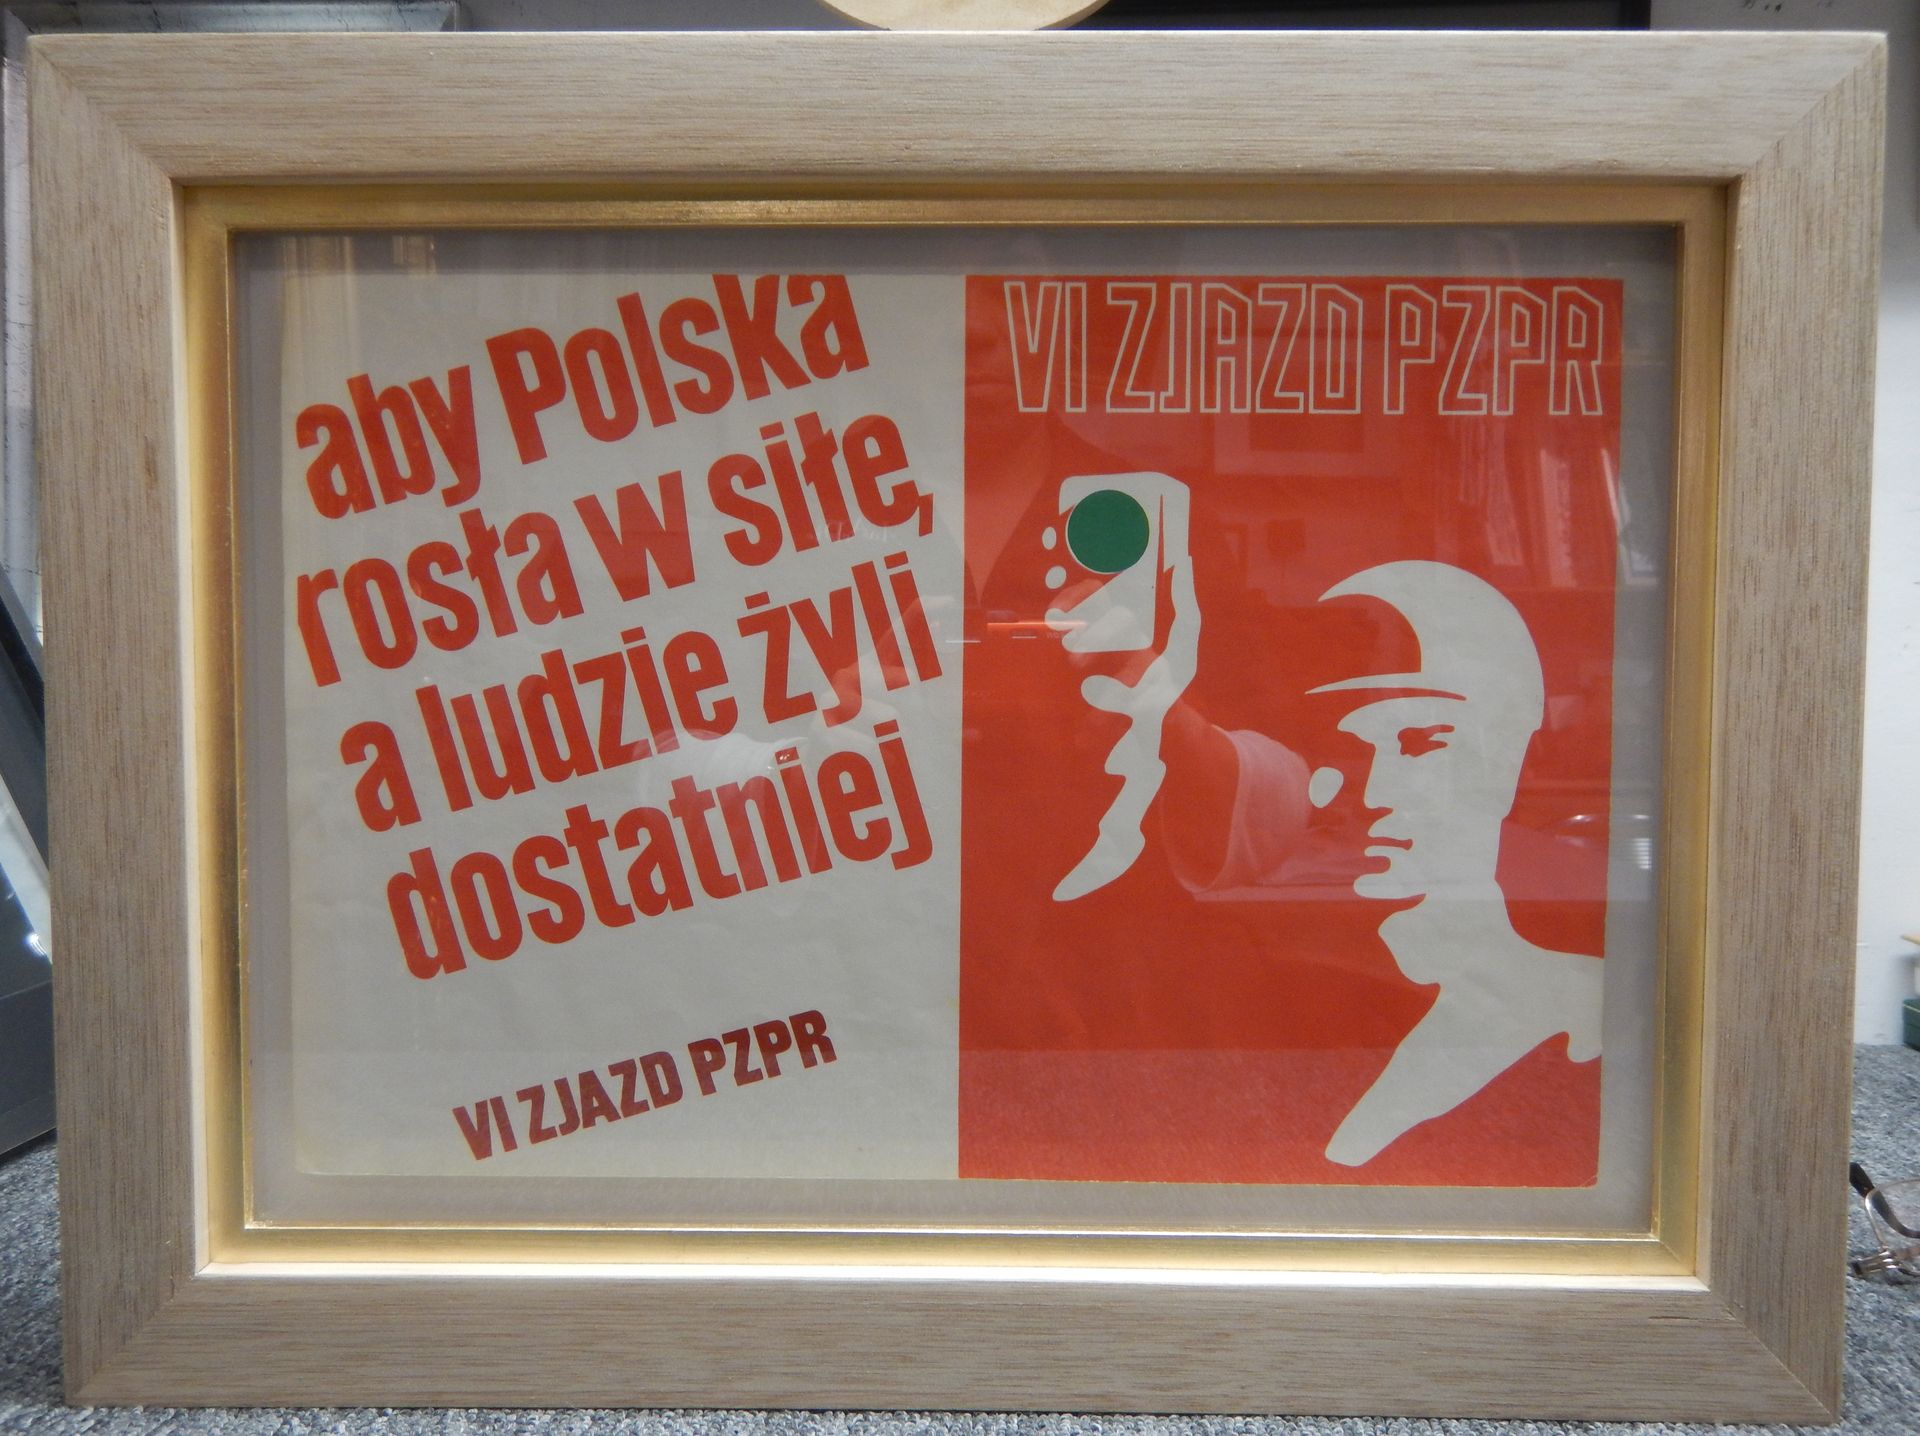 aby Polska
rosła w siłę,
a ludzie żyli
dostatniej
VI ZJAZD PZPR
VI ZJAZD PZPR